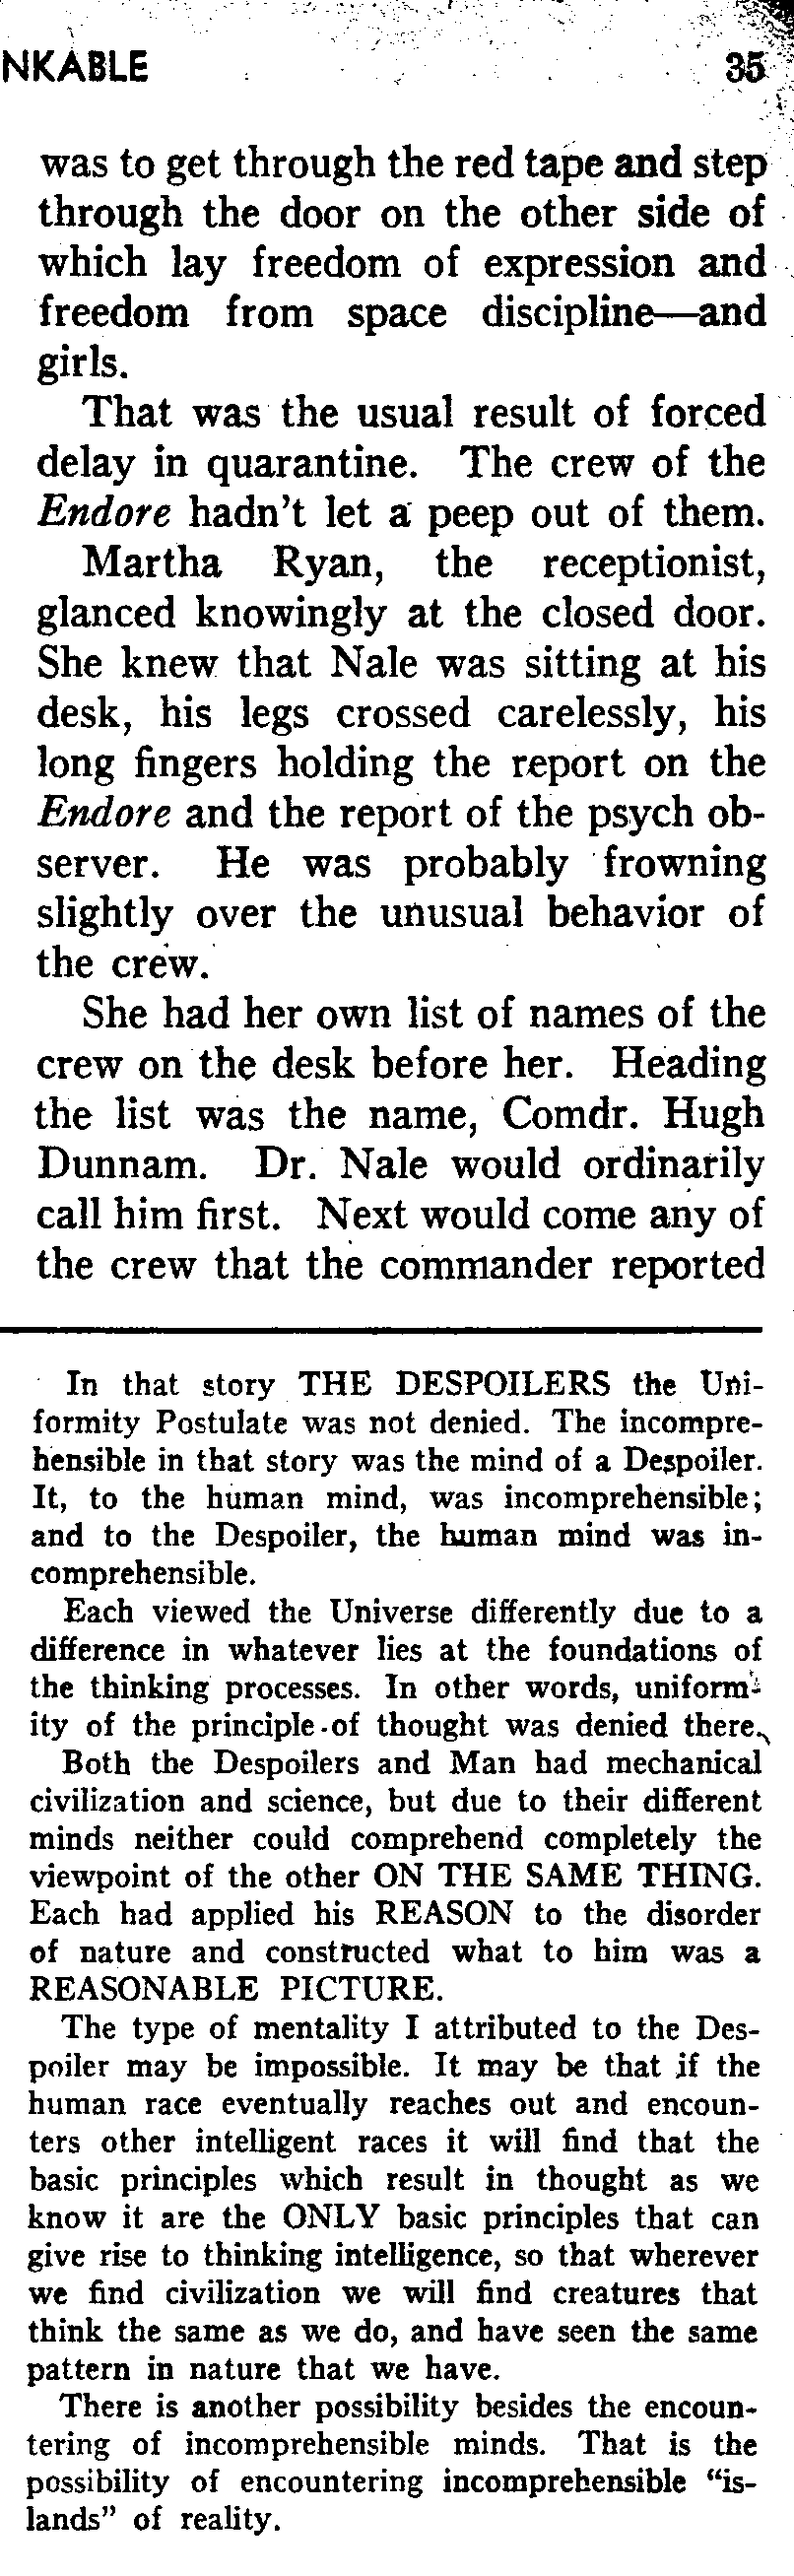 NKABLE 35
was to get through the red tape and step
through the door on the other side of
which lay freedom of expression and
freedom from space discipline—and
girls.
That was the usual result of forced
delay in quarantine. The crew of the
Endore hadn't let a peep out of them.
Martha Ryan, the receptionist,
glanced knowingly at the closed door.
She knew that Nale was sitting at his
desk, his legs crossed carelessly, his
long fingers holding the report on the
Endore and the report of the psych ob-
server. He was probably frowning
slightly over the unusual behavior of
the crew.
She had her own list of names of the
crew on the desk before her. Heading
the list was the name, Comdr. Hugh
Dunnam. Dr. Nale would ordinarily
call him first. Next would come any of
the crew that the commander reported
In that story THE DESPOILERS the Uni-
formity Postulate was not denied. The incompre-
hensible in that story was the mind of a Despoiler.
It, to the human mind, was incomprehensible;
and to the Despoiler, the human mind was in-
comprehensible.
Each viewed the Universe differently due to a
difference in whatever lies at the foundations of
the thinking processes. In other words, uniform-
ity of the principle of thought was denied there.
Both the Despoilers and Man had mechanical
civilization and science, but due to their different
minds neither could comprehend completely the
viewpoint of the other ON THE SAME THING.
Each had applied his REASON to the disorder
of nature and constructed what to him was a
REASONABLE PICTURE.
The type of mentality I attributed to the Des-
poiler may be impossible. It may be that if the
human race eventually reaches out and encoun-
ters other intelligent races it will find that the
basic principles which result in thought as we
know it are the ONLY basic principles that can
give rise to thinking intelligence, so that wherever
we find civilization we will find creatures that
think the same as we do, and have seen the same
pattern in nature that we have.
There is another possibility besides the encoun-
tering of incomprehensible minds. That is the
possibility of encountering incomprehensible "is-
lands" of reality.